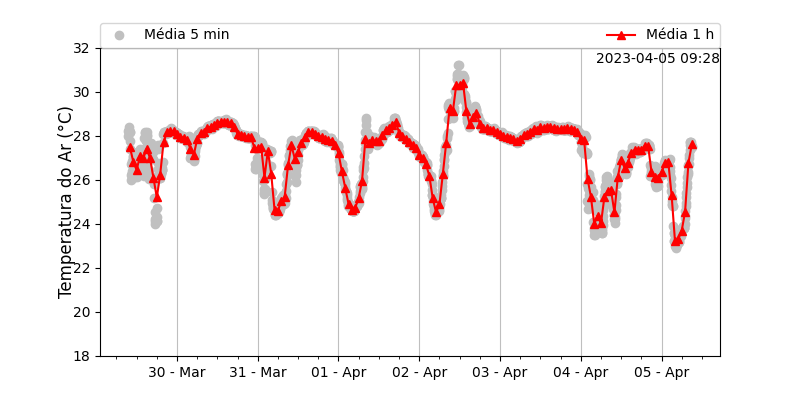 Média 5 min
Média 1 h
2023-04-05 09:28
Temperatura do Ar (°C)
32
30
28
26
24
22
20
18
30 - Mar
31 - Mar
01 - Apr
02 - Apr
03 - Apr
04 - Apr
05 - Apr